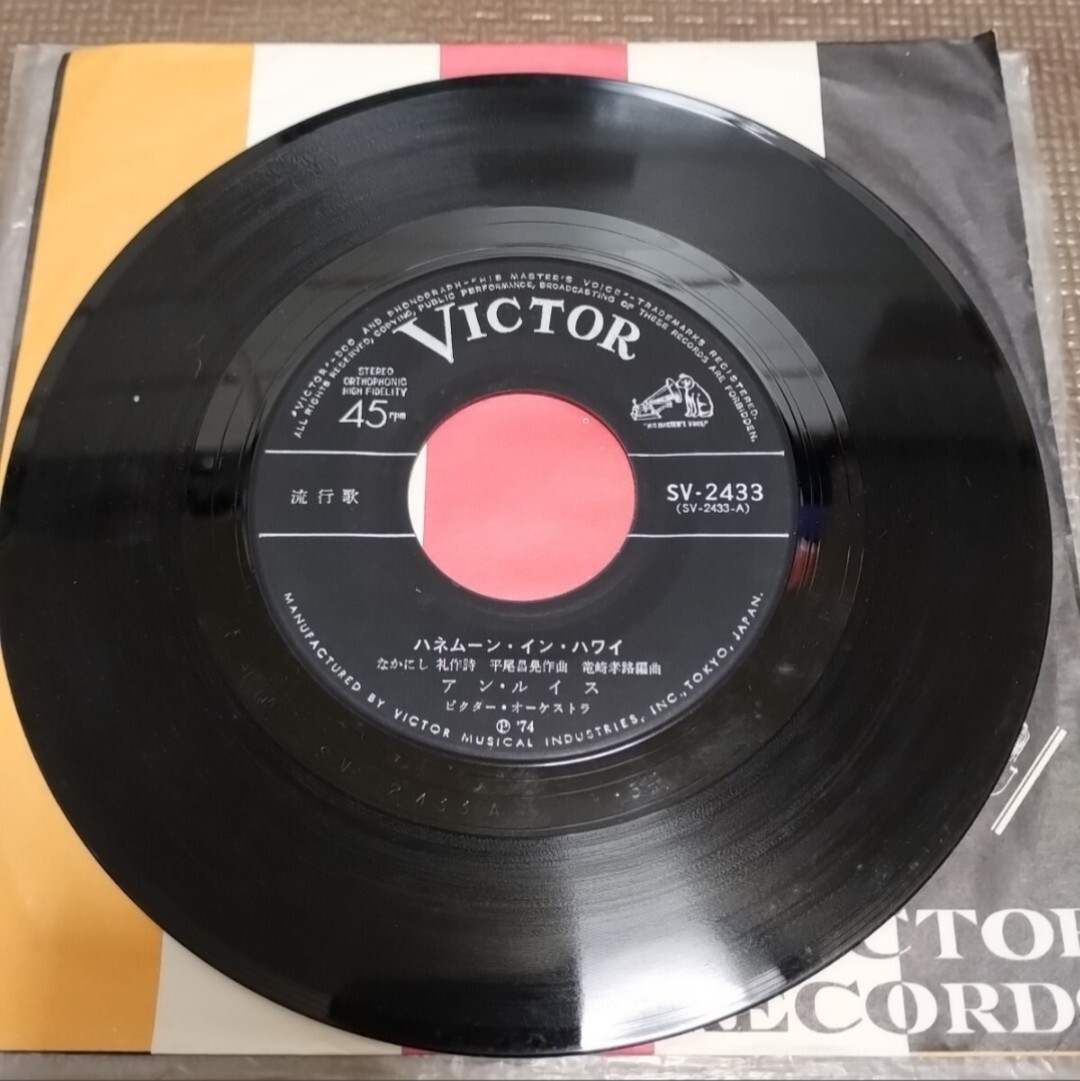 "VICTOR"-DOG AND PHONOGRAPH-"HIS MASTER'S VOICE"-TRADEMARKS REGISTERED.
ALL RIGHTS RESERVED, COPYING, PUBLIC PERFORMANCE, BROADCASTING OF THESE RECORDS ARE FORBIDDEN.
VICTOR
STEREO
ORTHOPHONIC
HIGH FIDELITY
45rpm
"HIS MASTER'S VOICE"
流行歌
SV-2433
(SV-2433-A)
ハネムーン・イン・ハワイ
なかにし 礼作詩 平尾昌晃作曲 竜崎孝路編曲
アン・ルイス
ビクター・オーケストラ
Ⓟ '74
MANUFACTURED BY VICTOR MUSICAL INDUSTRIES, INC., TOKYO, JAPAN.
CTOR
RECORDS